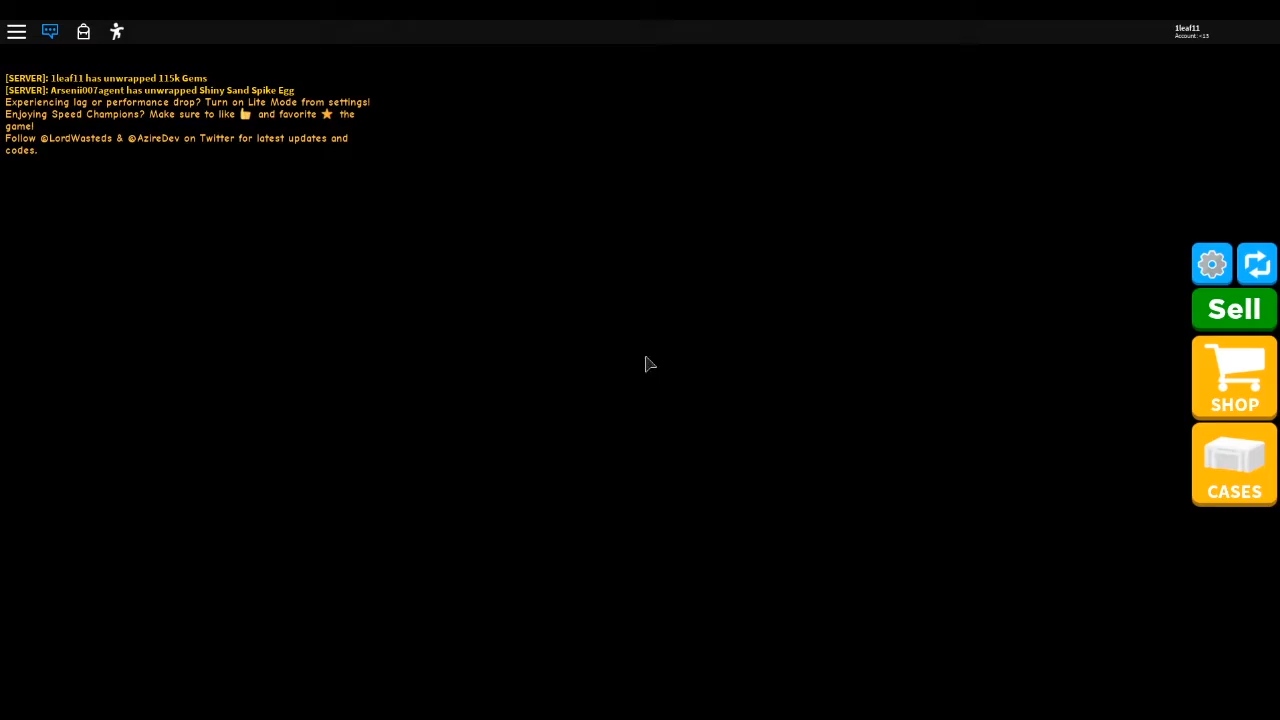 1leaf11
Account: <13
[SERVER]: 1leaf11 has unwrapped 115k Gems
[SERVER]: Arsenii007agent has unwrapped Shiny Sand Spike Egg
Experiencing lag or performance drop? Turn on Lite Mode from settings!
Enjoying Speed Champions? Make sure to like 👍 and favorite ⭐ the
game!
Follow @LordWasteds & @AzireDev on Twitter for latest updates and
codes.
Sell
SHOP
CASES